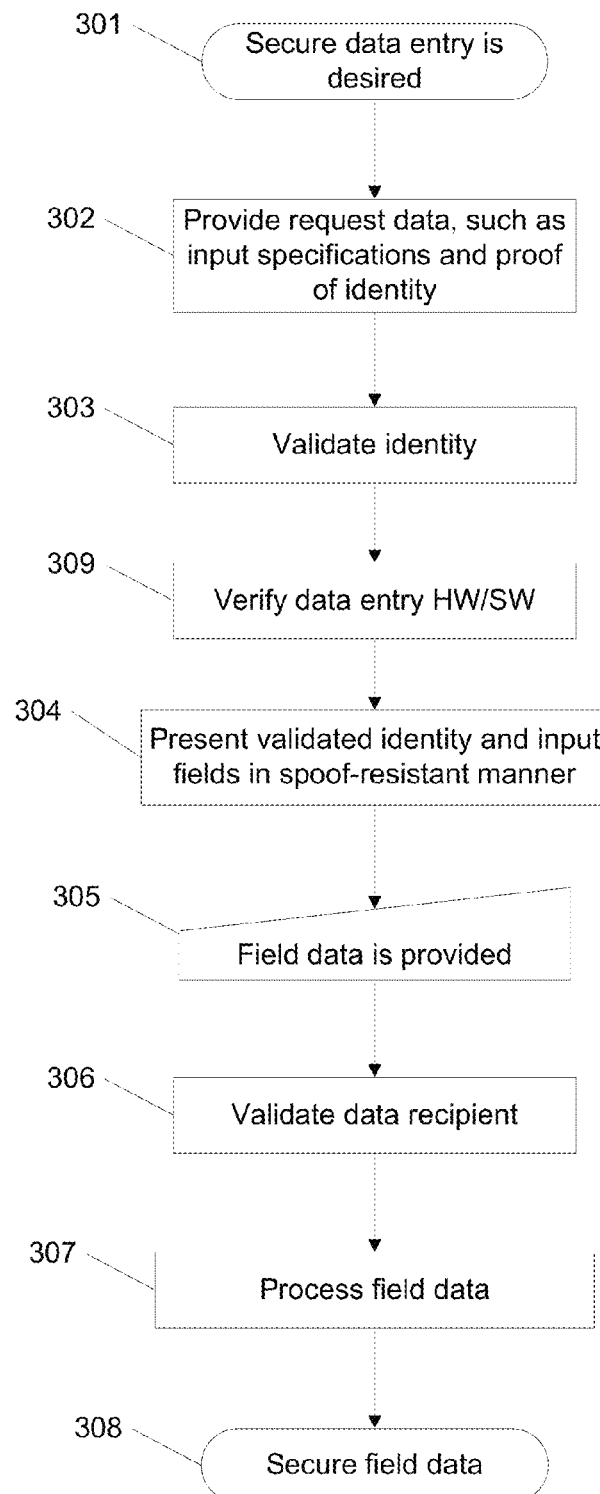 301
Secure data entry is
desired
302
Provide request data, such as
input specifications and proof
of identity
303
Validate identity
309
Verify data entry HW/SW
304
Present validated identity and input
fields in spoof-resistant manner
305
Field data is provided
306
Validate data recipient
307
Process field data
308
Secure field data